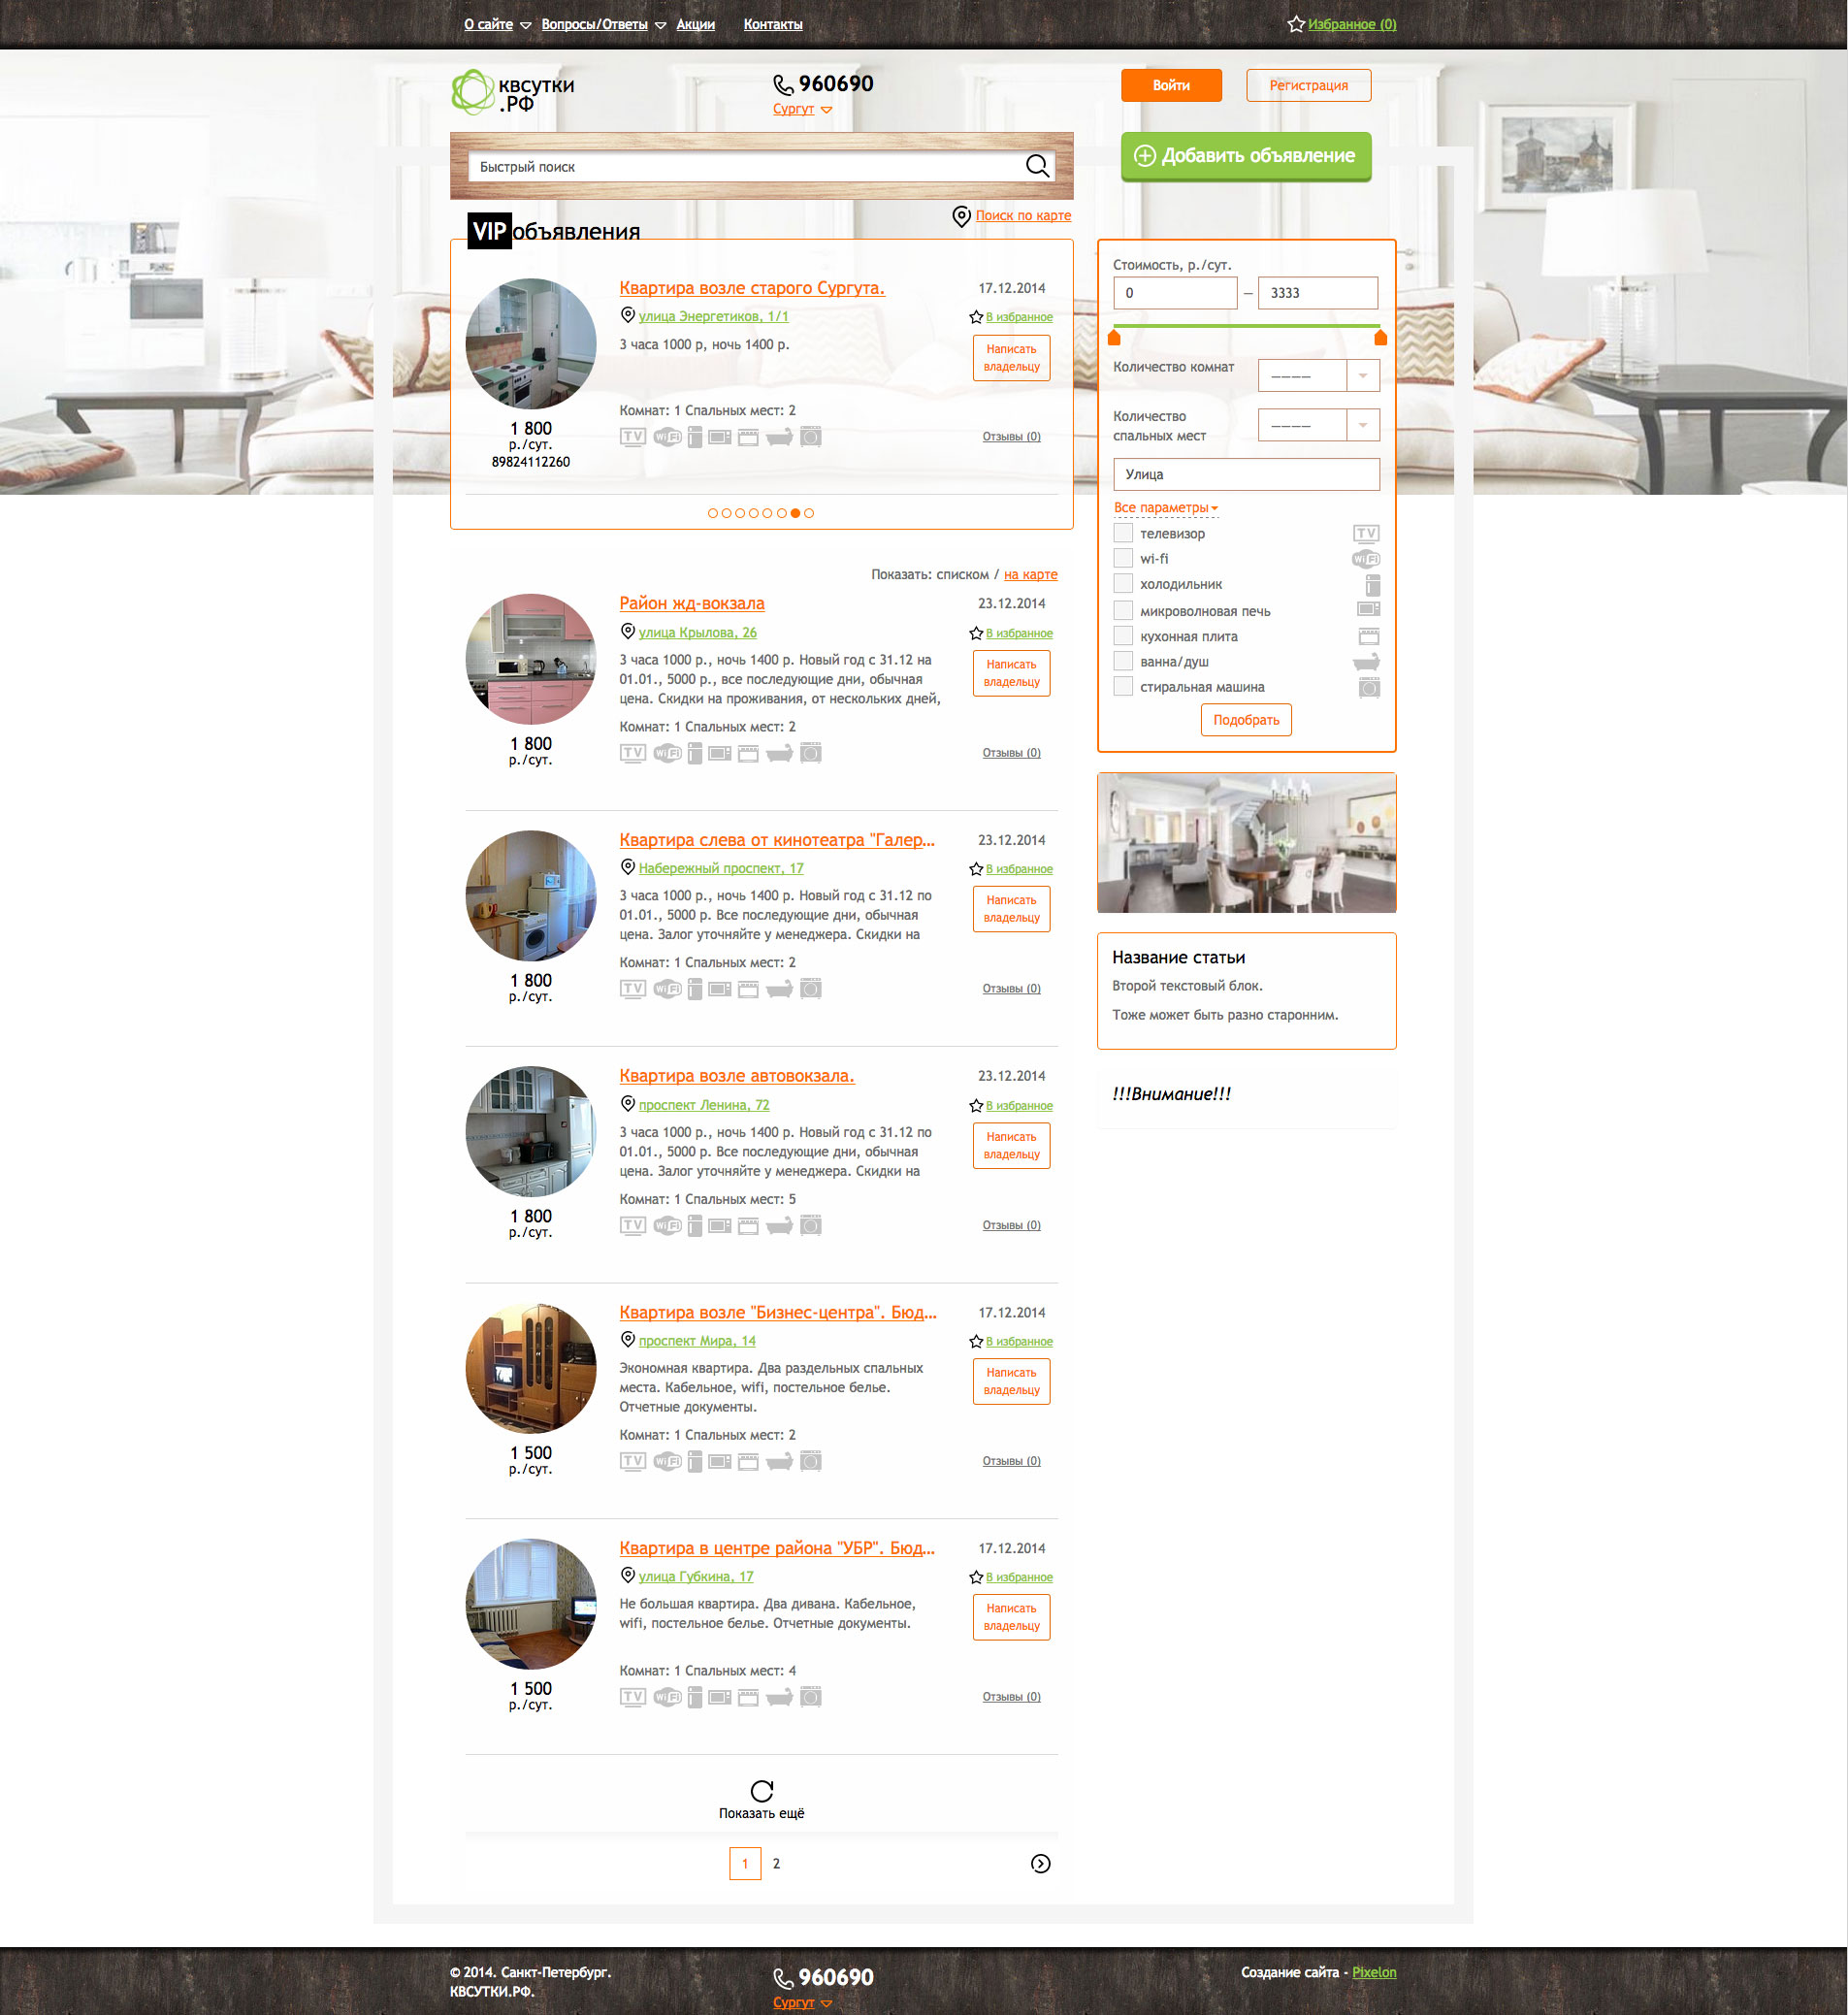 О сайте Вопросы/Ответы Акции Контакты Избранное (0)
КВСУТКИ
.РФ
960690
Сургут
Войти Регистрация
Быстрый поиск
Добавить объявление
Поиск по карте
VIP объявления
Квартира возле старого Сургута.
17.12.2014
улица Энергетиков, 1/1
В избранное
3 часа 1000 р, ночь 1400 р.
Написать
владельцу
Комнат: 1 Спальных мест: 2
TV WiFi
Отзывы (0)
1 800
р./сут.
89824112260
Стоимость, р./сут.
0 — 3333
Количество комнат ————
Количество
спальных мест ————
Улица
Все параметры
телевизор TV
wi-fi WiFi
холодильник
микроволновая печь
кухонная плита
ванна/душ
стиральная машина
Подобрать
Показать: списком / на карте
Район жд-вокзала
23.12.2014
улица Крылова, 26
В избранное
3 часа 1000 р., ночь 1400 р. Новый год с 31.12 на
01.01., 5000 р., все последующие дни, обычная
цена. Скидки на проживания, от нескольких дней,
Написать
владельцу
Комнат: 1 Спальных мест: 2
TV WiFi
Отзывы (0)
1 800
р./сут.
Квартира слева от кинотеатра "Галер...
23.12.2014
Набережный проспект, 17
В избранное
3 часа 1000 р., ночь 1400 р. Новый год с 31.12 по
01.01., 5000 р. Все последующие дни, обычная
цена. Залог уточняйте у менеджера. Скидки на
Написать
владельцу
Комнат: 1 Спальных мест: 2
TV WiFi
Отзывы (0)
1 800
р./сут.
Название статьи
Второй текстовый блок.
Тоже может быть разно старонним.
!!!Внимание!!!
Квартира возле автовокзала.
23.12.2014
проспект Ленина, 72
В избранное
3 часа 1000 р., ночь 1400 р. Новый год с 31.12 по
01.01., 5000 р. Все последующие дни, обычная
цена. Залог уточняйте у менеджера. Скидки на
Написать
владельцу
Комнат: 1 Спальных мест: 5
TV WiFi
Отзывы (0)
1 800
р./сут.
Квартира возле "Бизнес-центра". Бюд...
17.12.2014
проспект Мира, 14
В избранное
Экономная квартира. Два раздельных спальных
места. Кабельное, wifi, постельное белье.
Отчетные документы.
Написать
владельцу
Комнат: 1 Спальных мест: 2
TV WiFi
Отзывы (0)
1 500
р./сут.
Квартира в центре района "УБР". Бюд...
17.12.2014
улица Губкина, 17
В избранное
Не большая квартира. Два дивана. Кабельное,
wifi, постельное белье. Отчетные документы.
Написать
владельцу
Комнат: 1 Спальных мест: 4
TV WiFi
Отзывы (0)
1 500
р./сут.
Показать ещё
1 2
© 2014. Санкт-Петербург.
КВСУТКИ.РФ.
960690
Сургут
Создание сайта - Pixelon